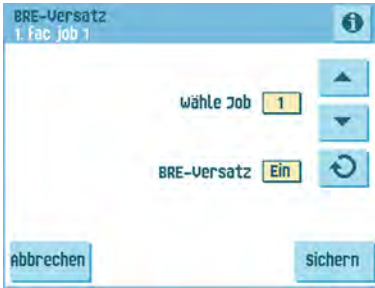 BRE-Versatz
1. Fac job 1
Wähle Job 1
BRE-Versatz Ein
Abbrechen
Sichern